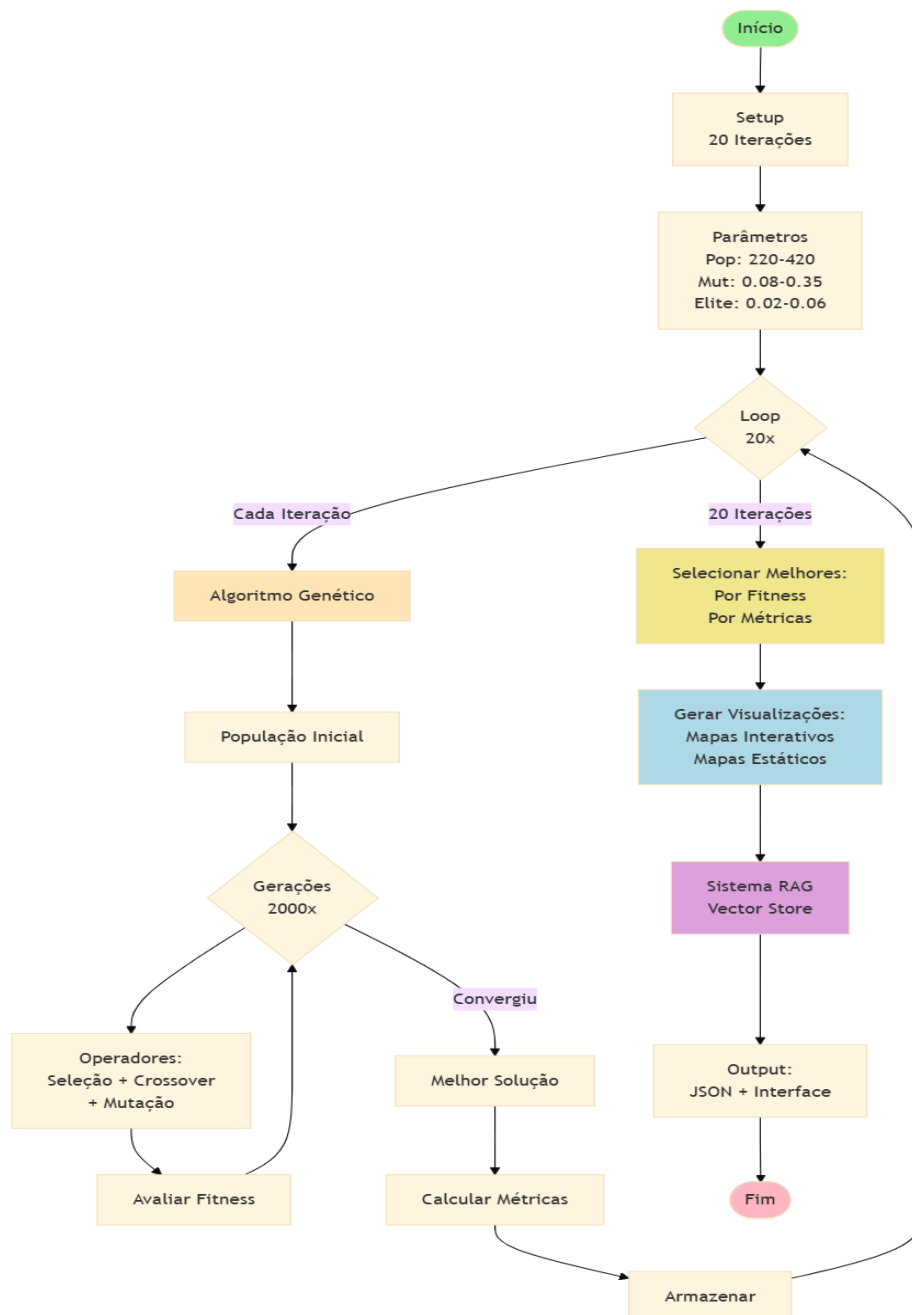 Início
Setup
20 Iterações
Parâmetros
Pop: 220-420
Mut: 0.08-0.35
Elite: 0.02-0.06
Loop
20x
Cada Iteração
20 Iterações
Algoritmo Genético
Selecionar Melhores:
Por Fitness
Por Métricas
População Inicial
Gerar Visualizações:
Mapas Interativos
Mapas Estáticos
Gerações
2000x
Sistema RAG
Vector Store
Convergiu
Operadores:
Seleção + Crossover
+ Mutação
Melhor Solução
Output:
JSON + Interface
Avaliar Fitness
Calcular Métricas
Fim
Armazenar